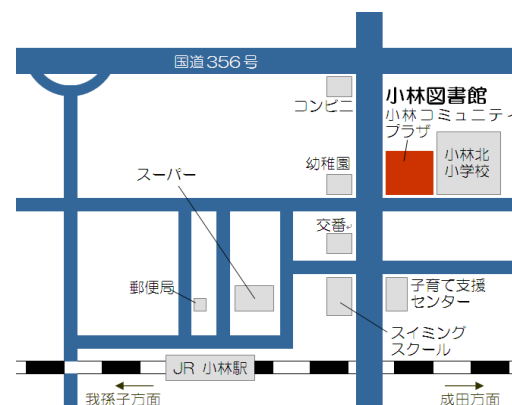 国道356号
コンビニ
小林図書館
小林コミュニティ
プラザ
小林北
小学校
幼稚園
スーパー
交番
郵便局
子育て支援
センター
スイミング
スクール
JR 小林駅
我孫子方面
成田方面